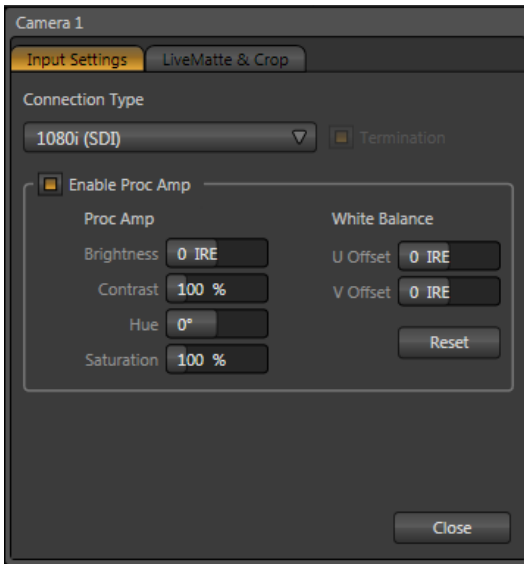 Camera 1
Input Settings
LiveMatte & Crop
Connection Type
1080i (SDI)
Termination
Enable Proc Amp
Proc Amp
White Balance
Brightness 0 IRE
U Offset 0 IRE
Contrast 100 %
V Offset 0 IRE
Hue 0°
Reset
Saturation 100 %
Close